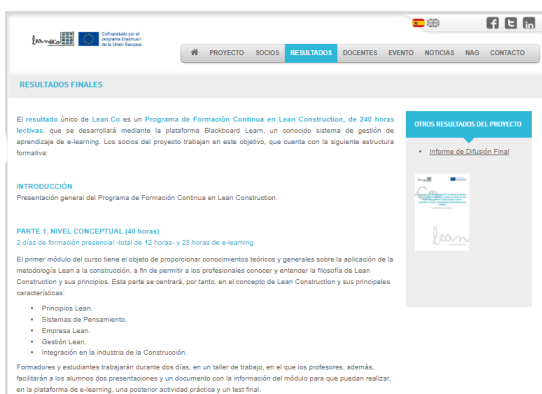 leanco
Cofinanciado por el
programa Erasmus+
de la Unión Europea
PROYECTO SOCIOS RESULTADOS DOCENTES EVENTO NOTICIAS NAG CONTACTO
RESULTADOS FINALES
El resultado único de Lean.Co es un Programa de Formación Continua en Lean Construction, de 240 horas
lectivas, que se desarrollará mediante la plataforma Blackboard Learn, un conocido sistema de gestión de
aprendizaje de e-learning. Los socios del proyecto trabajan en este objetivo, que cuenta con la siguiente estructura
formativa:
INTRODUCCIÓN
Presentación general del Programa de Formación Continua en Lean Construction.
PARTE 1. NIVEL CONCEPTUAL (40 horas)
2 días de formación presencial -total de 12 horas- y 28 horas de e-learning
El primer módulo del curso tiene el objeto de proporcionar conocimientos teóricos y generales sobre la aplicación de la
metodología Lean a la construcción, a fin de permitir a los profesionales conocer y entender la filosofía de Lean
Construction y sus principios. Esta parte se centrará, por tanto, en el concepto de Lean Construction y sus principales
características:
• Principios Lean.
• Sistemas de Pensamiento.
• Empresa Lean.
• Gestión Lean.
• Integración en la industria de la Construcción.
Formadores y estudiantes trabajarán durante dos días, en un taller de trabajo, en el que los profesores, además,
facilitarán a los alumnos dos presentaciones y un documento con la información del módulo para que puedan realizar,
en la plataforma de e-learning, una posterior actividad práctica y un test final.
OTROS RESULTADOS DEL PROYECTO
• Informe de Difusión Final
lean